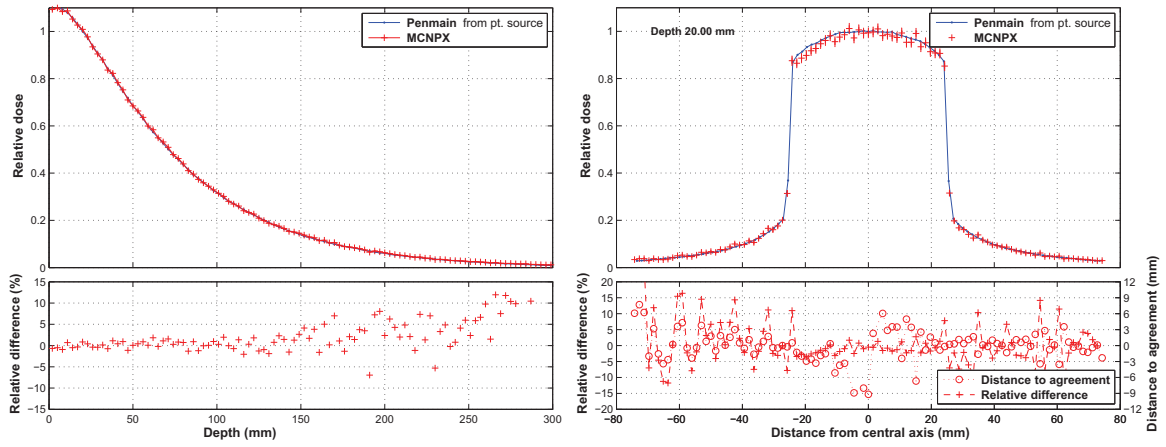 Penmain from pt. source
MCNPX
Relative dose
1
0.8
0.6
0.4
0.2
0
Relative difference (%)
15
10
5
0
−5
−10
−15
0 50 100 150 200 250 300
Depth (mm)
Depth 20.00 mm
Penmain from pt. source
MCNPX
Relative dose
1
0.8
0.6
0.4
0.2
0
Relative difference (%)
20
15
10
5
0
−5
−10
−15
−20
12
9
6
3
0
−3
−6
−9
−12
Distance to agreement (mm)
Distance to agreement
Relative difference
−80 −60 −40 −20 0 20 40 60 80
Distance from central axis (mm)